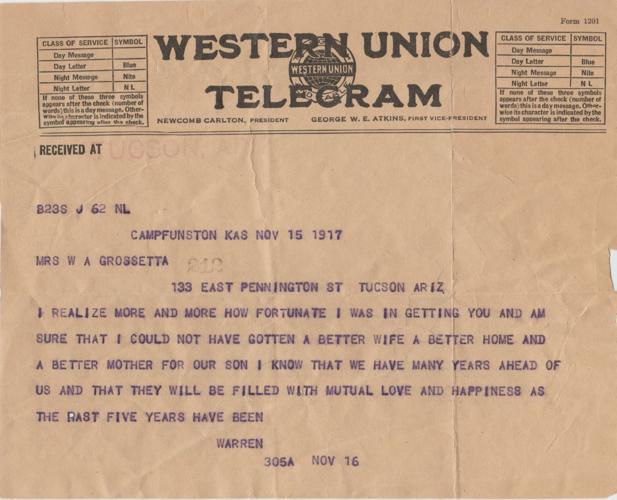 Form 1201
CLASS OF SERVICE SYMBOL
Day Message
Day Letter Blue
Night Message Nite
Night Letter N L
If none of these three symbols
appears after the check (number of
words) this is a day message. Other-
wise its character is indicated by the
symbol appearing after the check.
WESTERN UNION
WESTERN UNION
TELEGRAM
NEWCOMB CARLTON, PRESIDENT GEORGE W. E. ATKINS, FIRST VICE-PRESIDENT
CLASS OF SERVICE SYMBOL
Day Message
Day Letter Blue
Night Message Nite
Night Letter N L
If none of these three symbols
appears after the check (number of
words) this is a day message. Other-
wise its character is indicated by the
symbol appearing after the check.
RECEIVED AT TUCSON, A
B23S J 62 NL
CAMPFUNSTON KAS NOV 15 1917
MRS W A GROSSETTA
133 EAST PENNINGTON ST TUCSON ARIZ
I REALIZE MORE AND MORE HOW FORTUNATE I WAS IN GETTING YOU AND AM
SURE THAT I COULD NOT HAVE GOTTEN A BETTER WIFE A BETTER HOME AND
A BETTER MOTHER FOR OUR SON I KNOW THAT WE HAVE MANY YEARS AHEAD OF
US AND THAT THEY WILL BE FILLED WITH MUTUAL LOVE AND HAPPINESS AS
THE PAST FIVE YEARS HAVE BEEN
WARREN
305A NOV 16